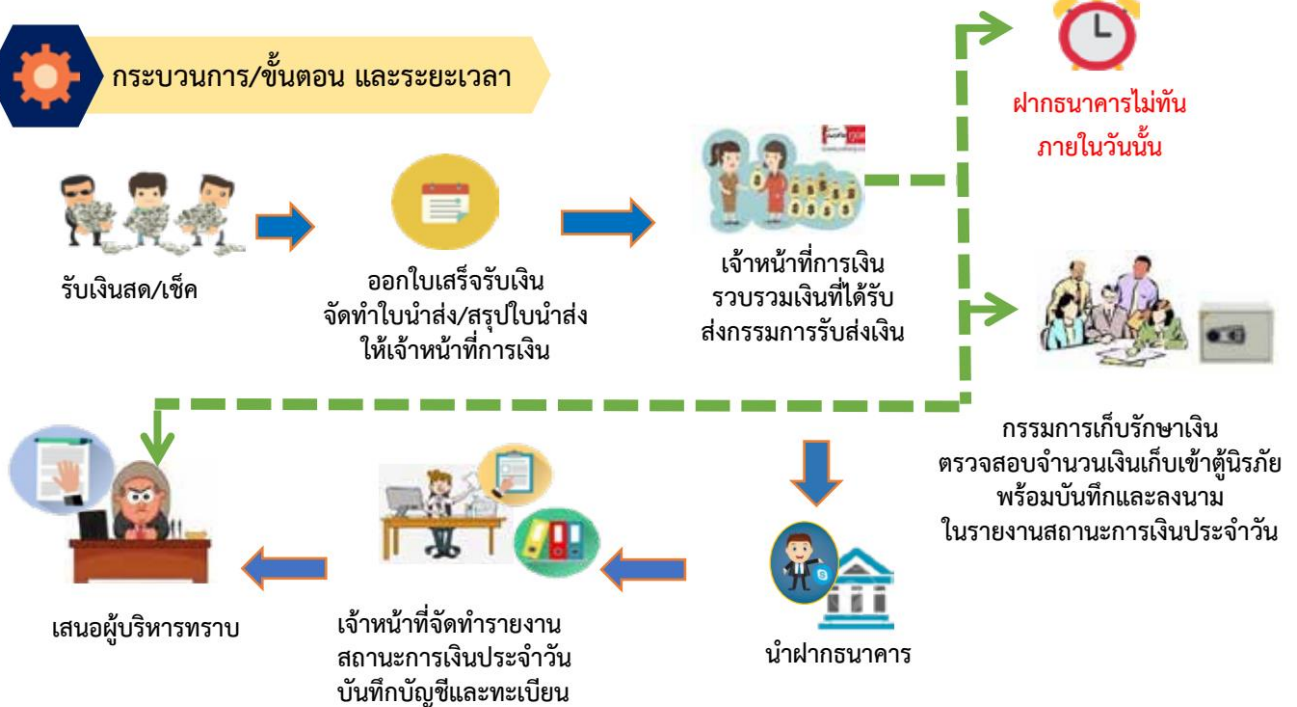 กระบวนการ/ขั้นตอน และระยะเวลา
ฝากธนาคารไม่ทัน
ภายในวันนั้น
รับเงินสด/เช็ค
ออกใบเสร็จรับเงิน
จัดทำใบนำส่ง/สรุปใบนำส่ง
ให้เจ้าหน้าที่การเงิน
เจ้าหน้าที่การเงิน
รวบรวมเงินที่ได้รับ
ส่งกรรมการรับส่งเงิน
กรรมการเก็บรักษาเงิน
ตรวจสอบจำนวนเงินเก็บเข้าตู้นิรภัย
พร้อมบันทึกและลงนาม
ในรายงานสถานะการเงินประจำวัน
นำฝากธนาคาร
เจ้าหน้าที่จัดทำรายงาน
สถานะการเงินประจำวัน
บันทึกบัญชีและทะเบียน
เสนอผู้บริหารทราบ